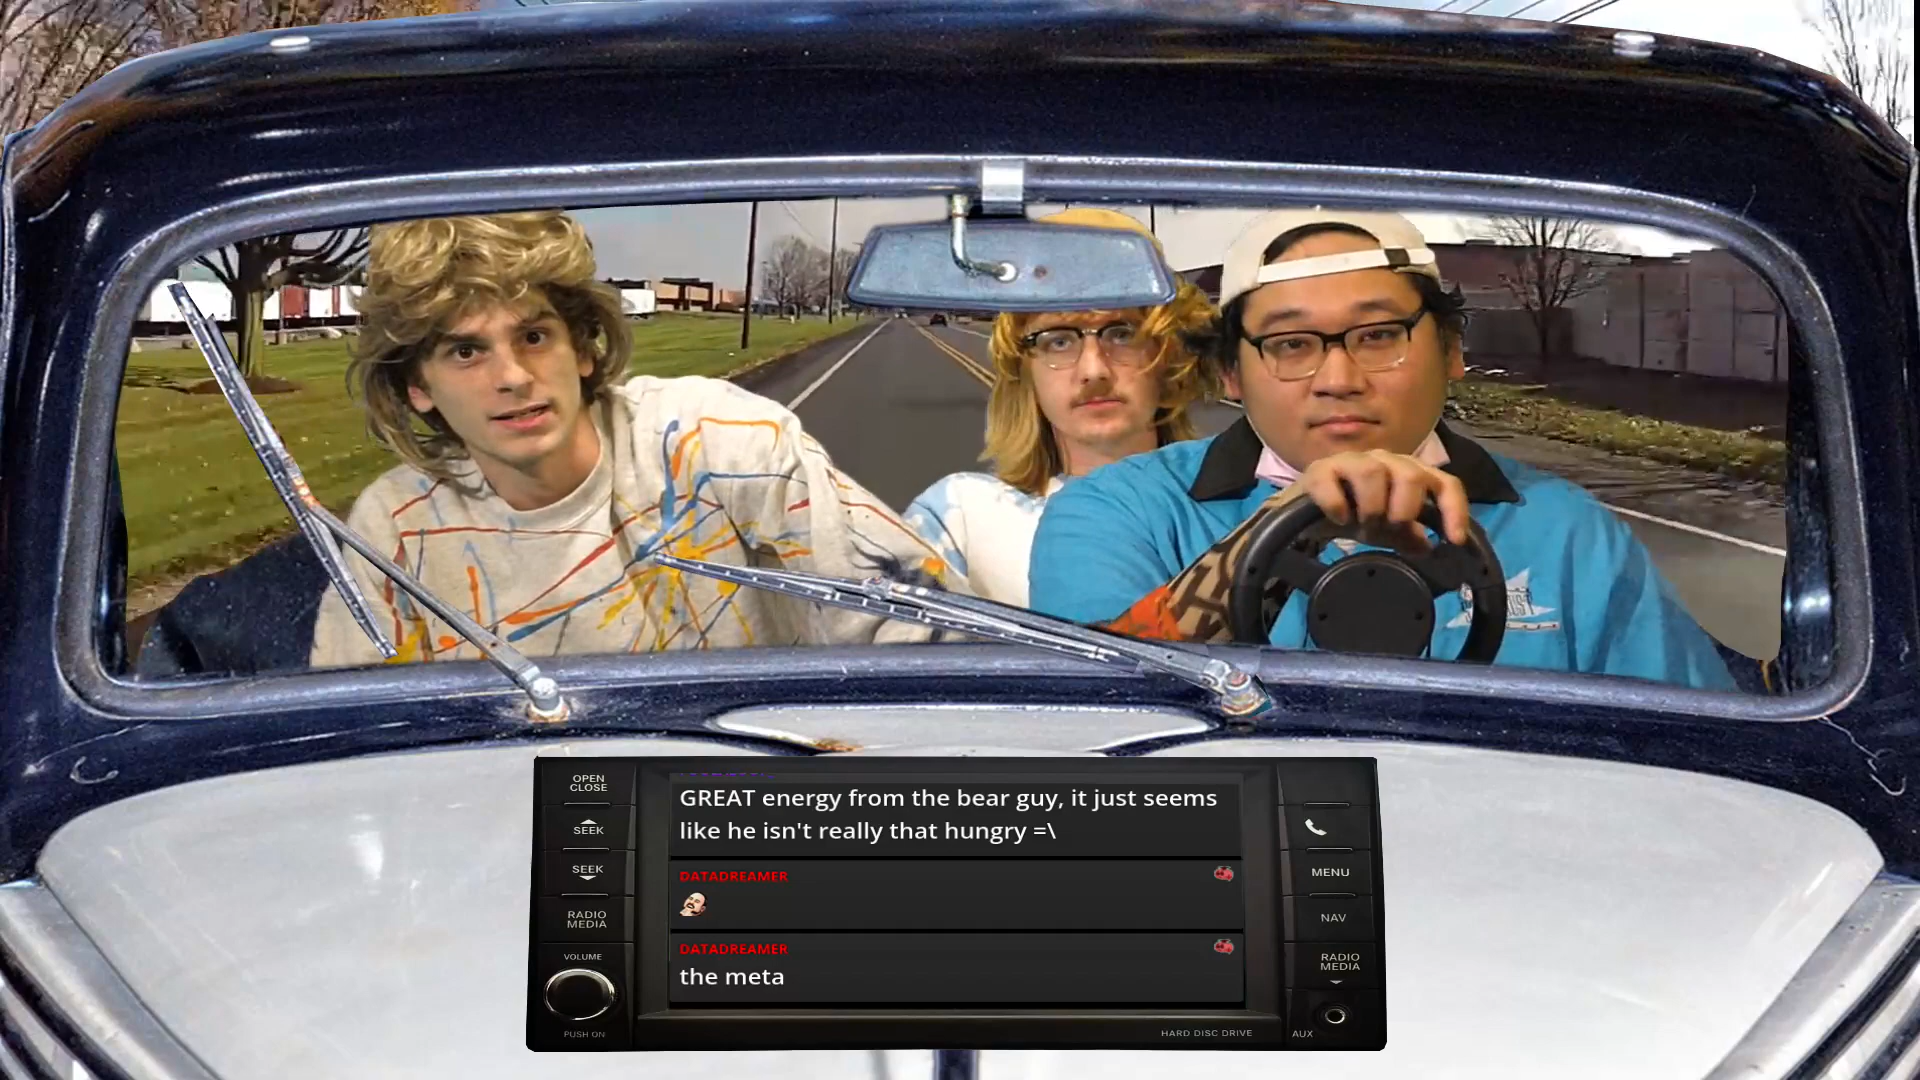 OPEN
CLOSE
SEEK
SEEK
RADIO
MEDIA
VOLUME
PUSH ON
GREAT energy from the bear guy, it just seems
like he isn't really that hungry =\
DATADREAMER
DATADREAMER
the meta
HARD DISC DRIVE
MENU
NAV
RADIO
MEDIA
AUX